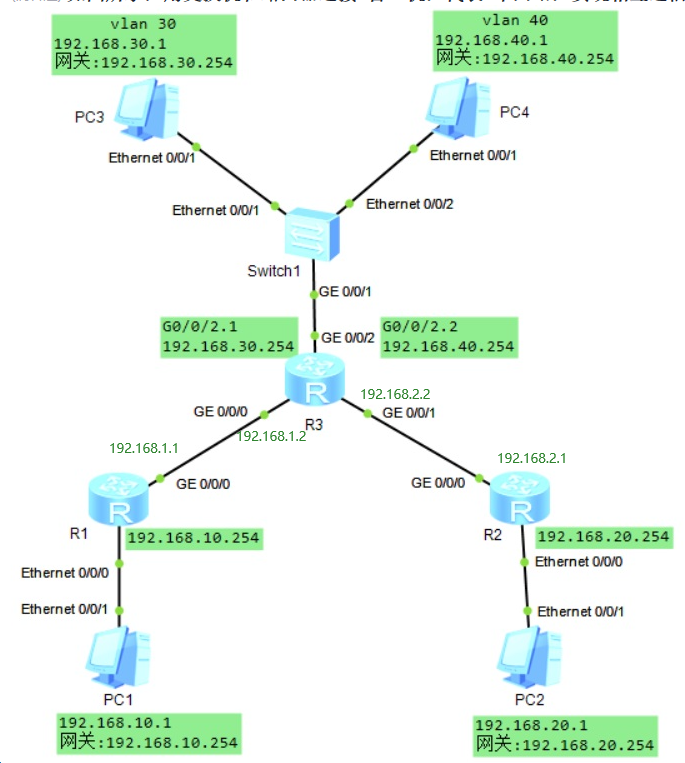 vlan 30
192.168.30.1
网关:192.168.30.254
vlan 40
192.168.40.1
网关:192.168.40.254
PC3
PC4
Ethernet 0/0/1
Ethernet 0/0/1
Ethernet 0/0/1
Ethernet 0/0/2
Switch1
GE 0/0/1
G0/0/2.1
192.168.30.254
GE 0/0/2
G0/0/2.2
192.168.40.254
R
R3
192.168.2.2
GE 0/0/0
GE 0/0/1
192.168.1.2
192.168.1.1
192.168.2.1
GE 0/0/0
GE 0/0/0
R
R1
192.168.10.254
R
R2
192.168.20.254
Ethernet 0/0/0
Ethernet 0/0/0
Ethernet 0/0/1
Ethernet 0/0/1
PC1
PC2
192.168.10.1
网关:192.168.10.254
192.168.20.1
网关:192.168.20.254